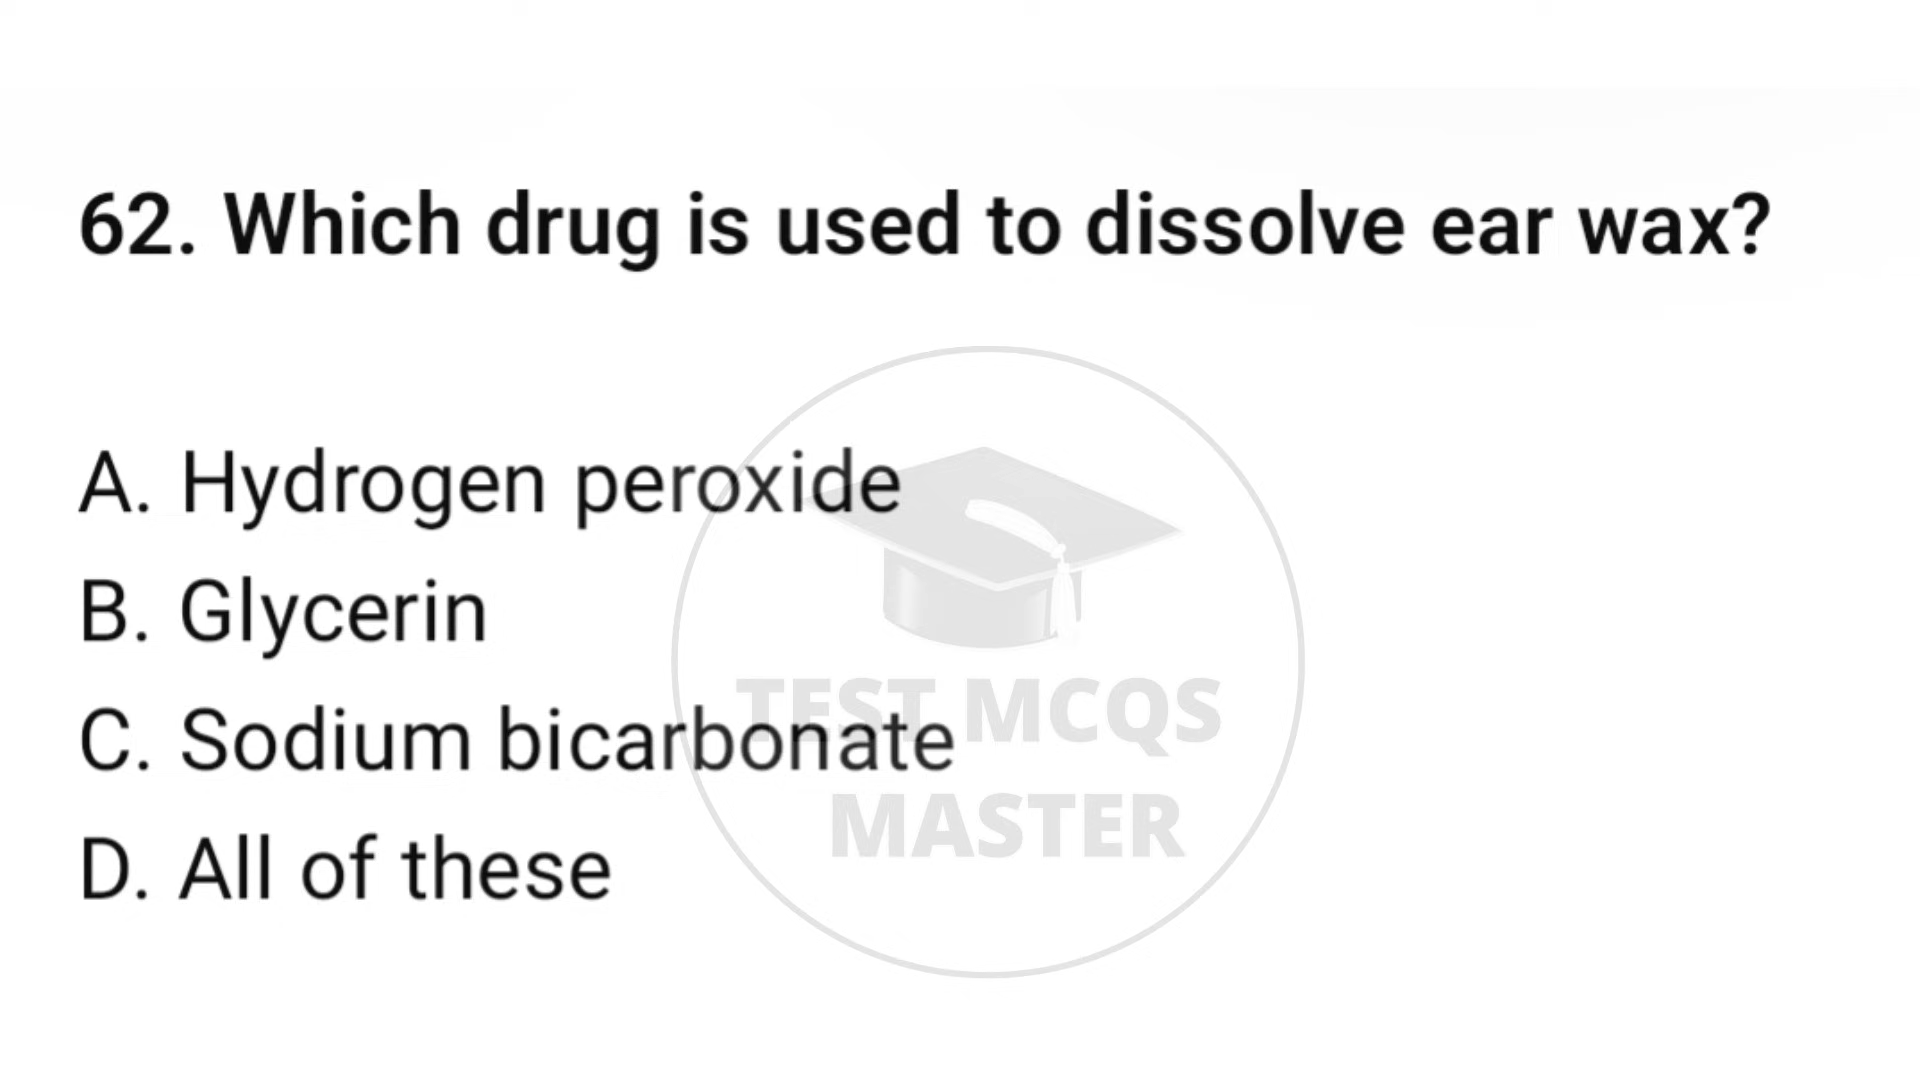 62. Which drug is used to dissolve ear wax?
A. Hydrogen peroxide
B. Glycerin
C. Sodium bicarbonate
D. All of these
TEST MCQS
MASTER